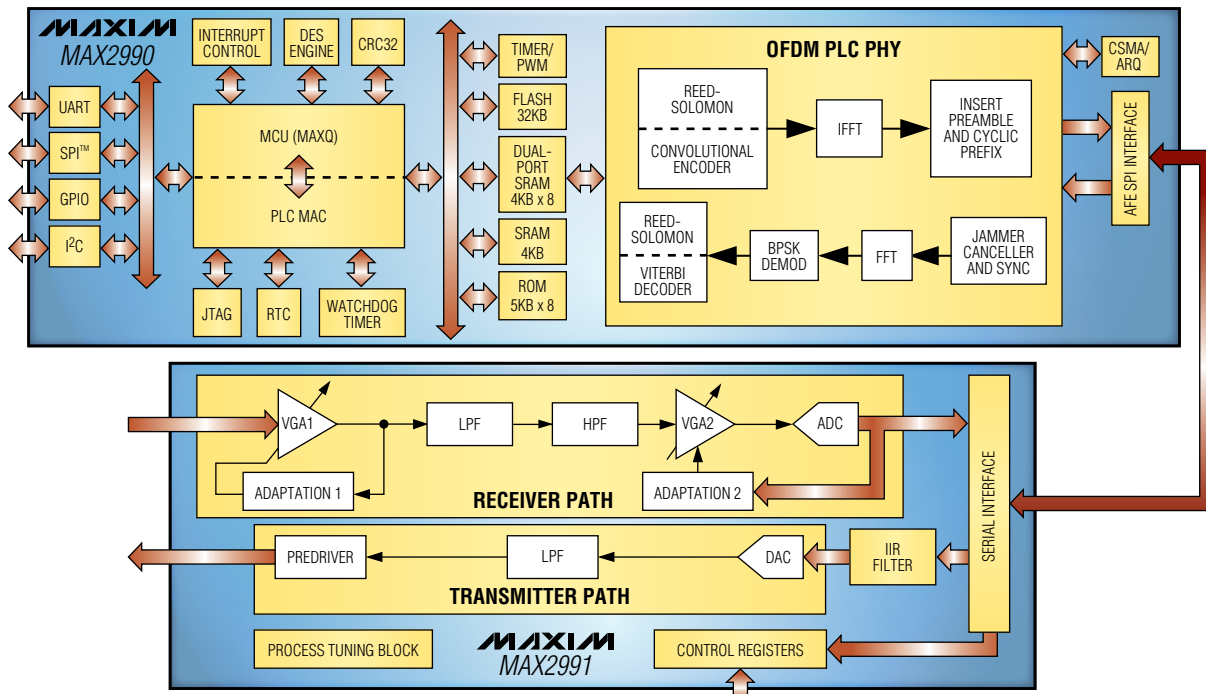 MAXIM
MAX2990
INTERRUPT
CONTROL
DES
ENGINE
CRC32
UART
SPI™
GPIO
I²C
MCU (MAXQ)
PLC MAC
JTAG
RTC
WATCHDOG
TIMER
TIMER/
PWM
FLASH
32KB
DUAL-
PORT
SRAM
4KB x 8
SRAM
4KB
ROM
5KB x 8
OFDM PLC PHY
REED-
SOLOMON
CONVOLUTIONAL
ENCODER
IFFT
INSERT
PREAMBLE
AND CYCLIC
PREFIX
REED-
SOLOMON
VITERBI
DECODER
BPSK
DEMOD
FFT
JAMMER
CANCELLER
AND SYNC
CSMA/
ARQ
AFE SPI INTERFACE
VGA1
LPF
HPF
VGA2
ADC
ADAPTATION 1
RECEIVER PATH
ADAPTATION 2
PREDRIVER
LPF
DAC
TRANSMITTER PATH
IIR
FILTER
SERIAL INTERFACE
PROCESS TUNING BLOCK
MAXIM
MAX2991
CONTROL REGISTERS